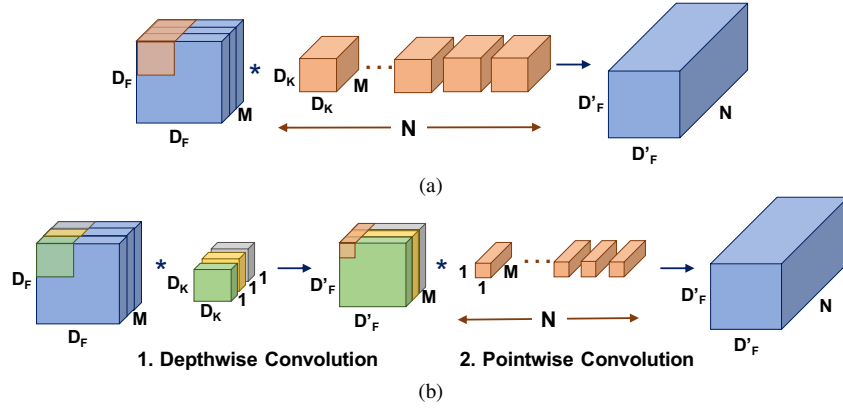 D_F
D_F
M
*
D_K
D_K
M
...
N
D'_F
D'_F
N
(a)
D_F
D_F
M
*
D_K
D_K
1
1
1
D'_F
D'_F
M
*
1
1
M
...
N
D'_F
D'_F
N
1. Depthwise Convolution
2. Pointwise Convolution
(b)